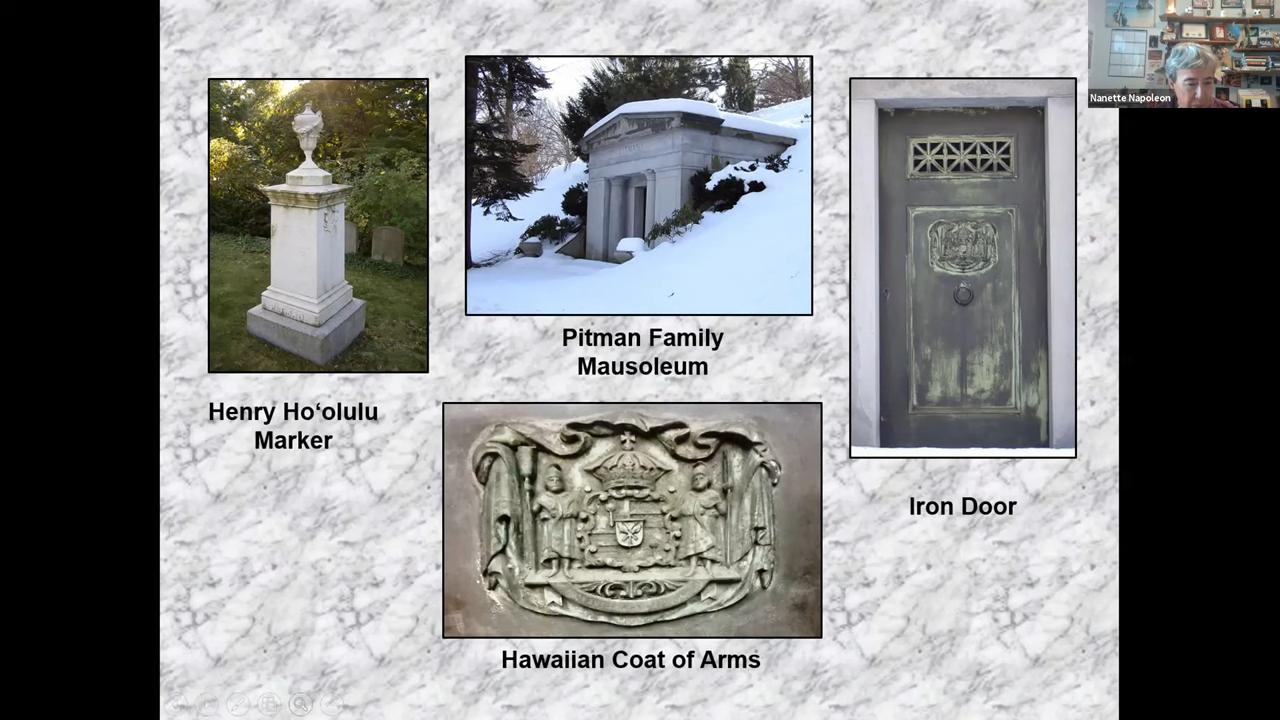 Nanette Napoleon
Pitman Family
Mausoleum
Henry Hoʻolulu
Marker
Iron Door
Hawaiian Coat of Arms